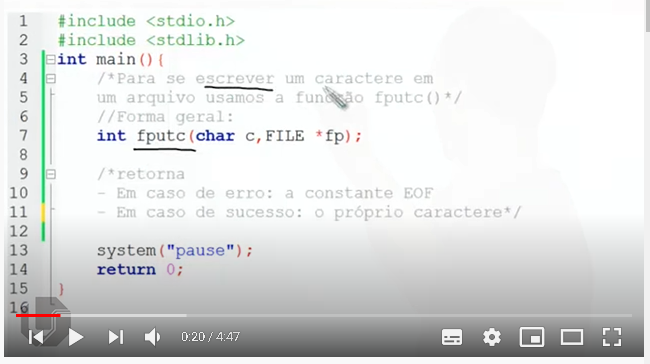 1 #include <stdio.h>
2 #include <stdlib.h>
3 int main(){
4 /*Para se escrever um caractere em
5 um arquivo usamos a função fputc()*/
6 //Forma geral:
7 int fputc(char c,FILE *fp);
8
9 /*retorna
10 - Em caso de erro: a constante EOF
11 - Em caso de sucesso: o próprio caractere*/
12
13 system("pause");
14 return 0;
15 }
16
0:20 / 4:47